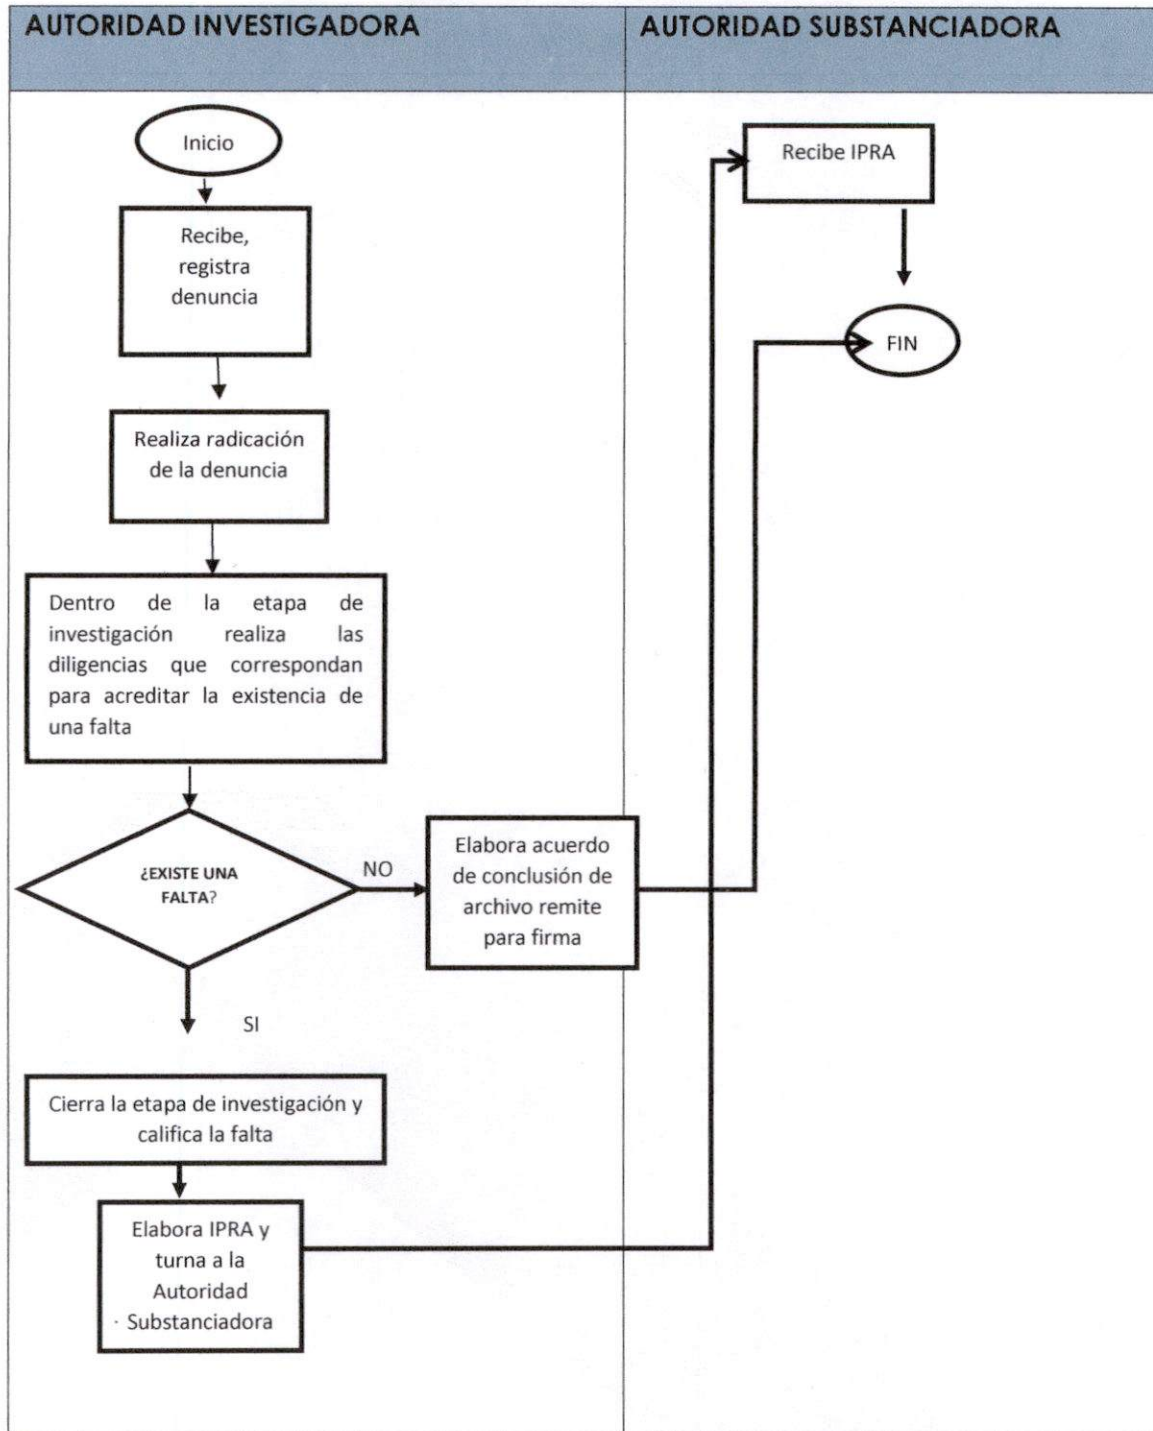 AUTORIDAD INVESTIGADORA
AUTORIDAD SUBSTANCIADORA
Inicio
Recibe,
registra
denuncia
Realiza radicación
de la denuncia
Dentro de la etapa de
investigación realiza las
diligencias que correspondan
para acreditar la existencia de
una falta
¿EXISTE UNA
FALTA?
NO
Elabora acuerdo
de conclusión de
archivo remite
para firma
SI
Cierra la etapa de investigación y
califica la falta
Elabora IPRA y
turna a la
Autoridad
Substanciadora
Recibe IPRA
FIN